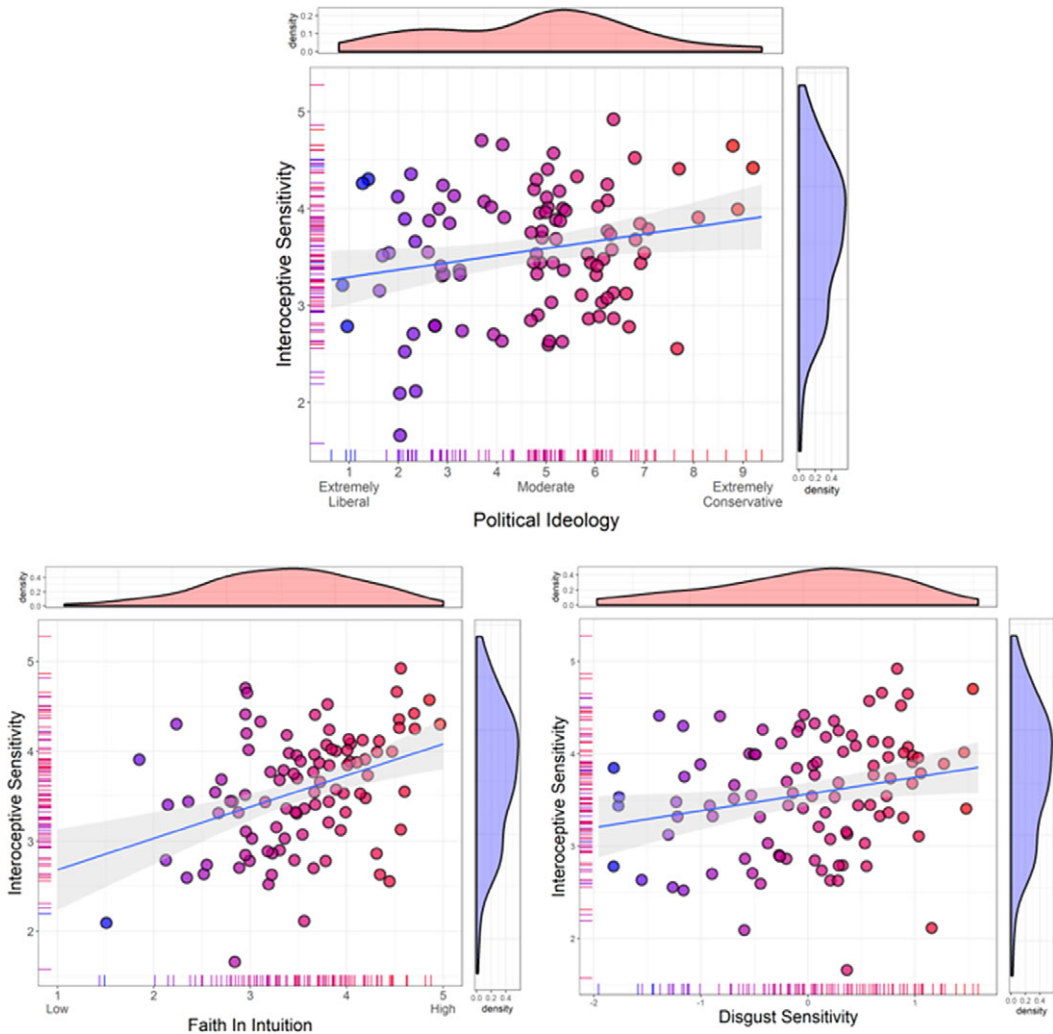 density
0.2
0.1
0.0
Interoceptive Sensitivity
5
4
3
2
1 2 3 4 5 6 7 8 9
Extremely Liberal
Moderate
Extremely Conservative
Political Ideology
0.0 0.2 0.4
density
density
0.4
0.2
0.0
Interoceptive Sensitivity
5
4
3
2
1 2 3 4 5
Low
High
Faith In Intuition
0.0 0.2 0.4
density
density
0.4
0.2
0.0
Interoceptive Sensitivity
5
4
3
2
-2 -1 0 1
Disgust Sensitivity
0.0 0.2 0.4
density